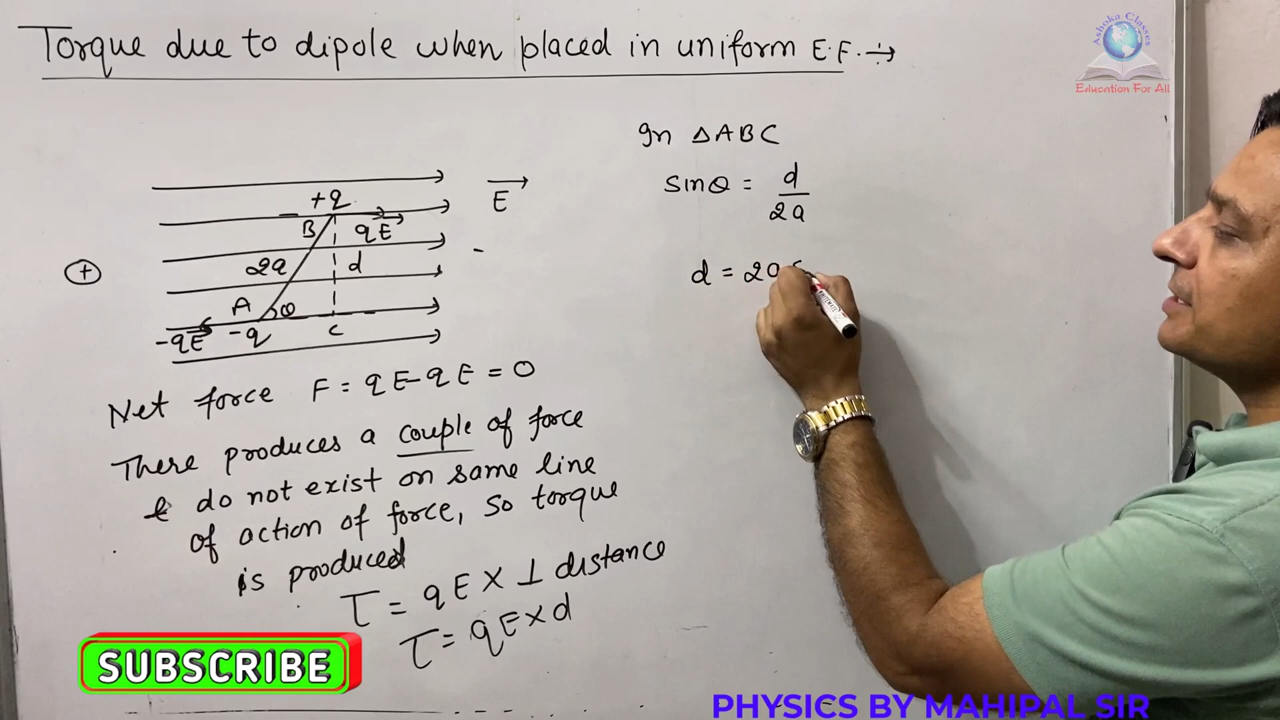 Torque due to dipole when placed in uniform E.F. :→
Ashoka Classes
Education For All
E
+q
B
qE
2a
d
(+)
A
θ
-qE
-q
C
Net force F = qE-qE = 0
There produces a couple of force
& do not exist on same line
of action of force, so torque
is produced
τ = qE × ⊥ distance
τ = qE × d
In △ABC
sinθ = d/2a
d = 2a
SUBSCRIBE
PHYSICS BY MAHIPAL SIR